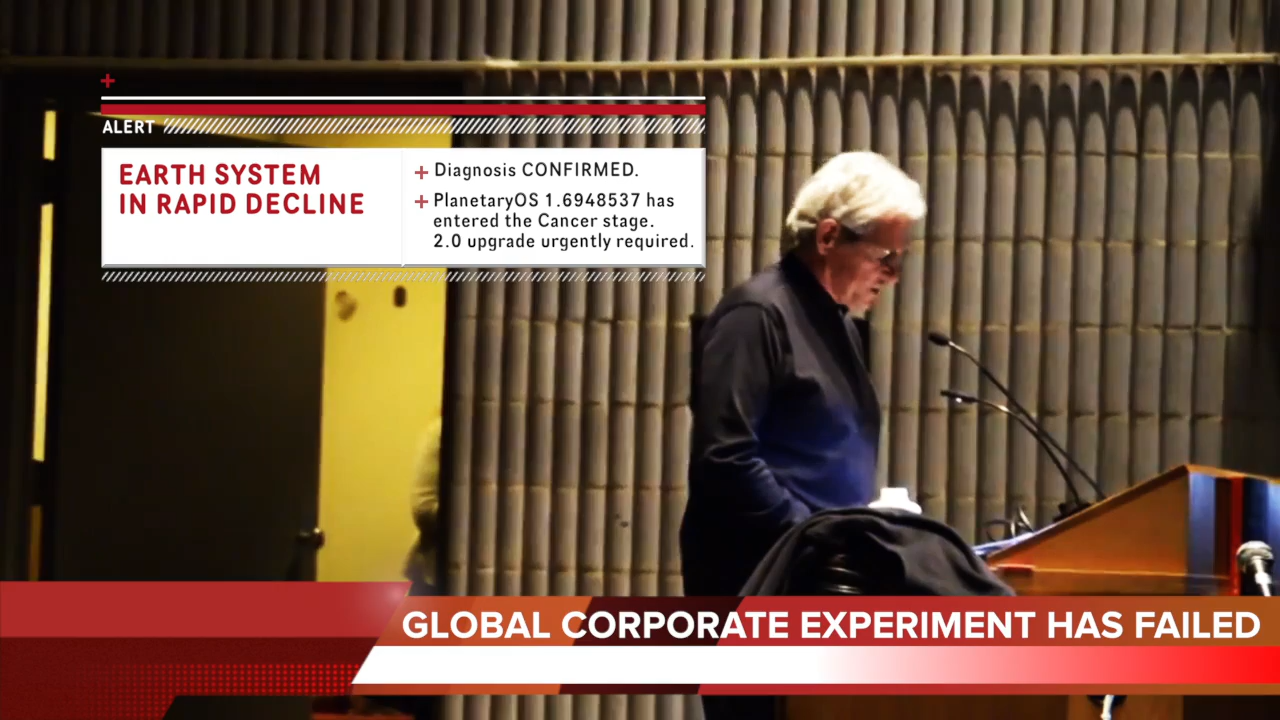 ALERT
EARTH SYSTEM
IN RAPID DECLINE
Diagnosis CONFIRMED.
PlanetaryOS 1.6948537 has
entered the Cancer stage.
2.0 upgrade urgently required.
GLOBAL CORPORATE EXPERIMENT HAS FAILED